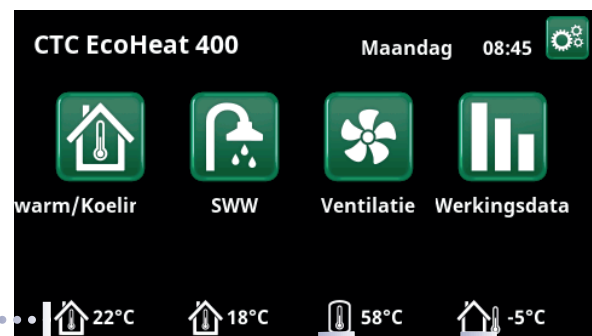 CTC EcoHeat 400 Maandag 08:45
warm/Koelir SWW Ventilatie Werkingsdata
22°C 18°C 58°C -5°C